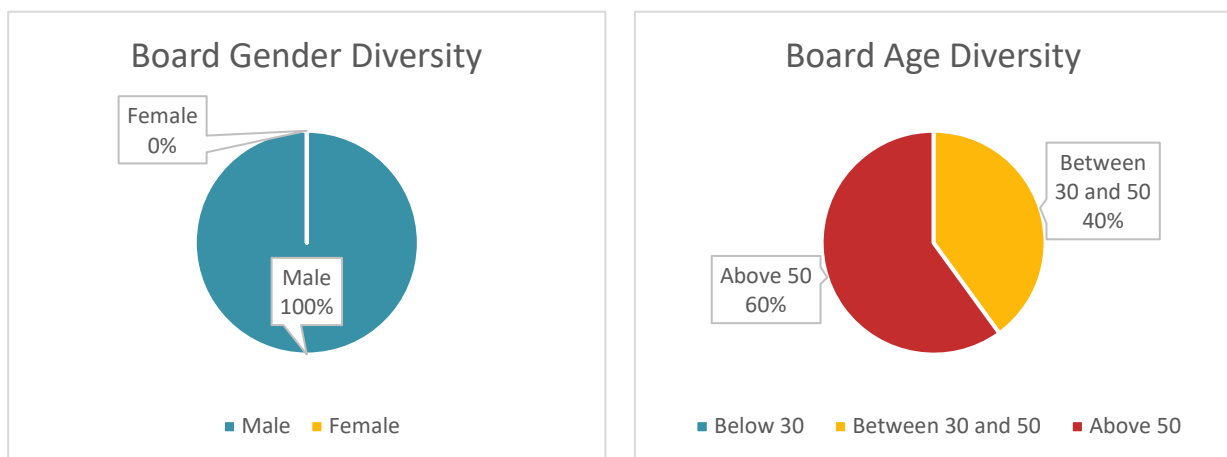 Board Gender Diversity
Female
0%
Male
100%
Male Female
Board Age Diversity
Between
30 and 50
40%
Above 50
60%
Below 30 Between 30 and 50 Above 50